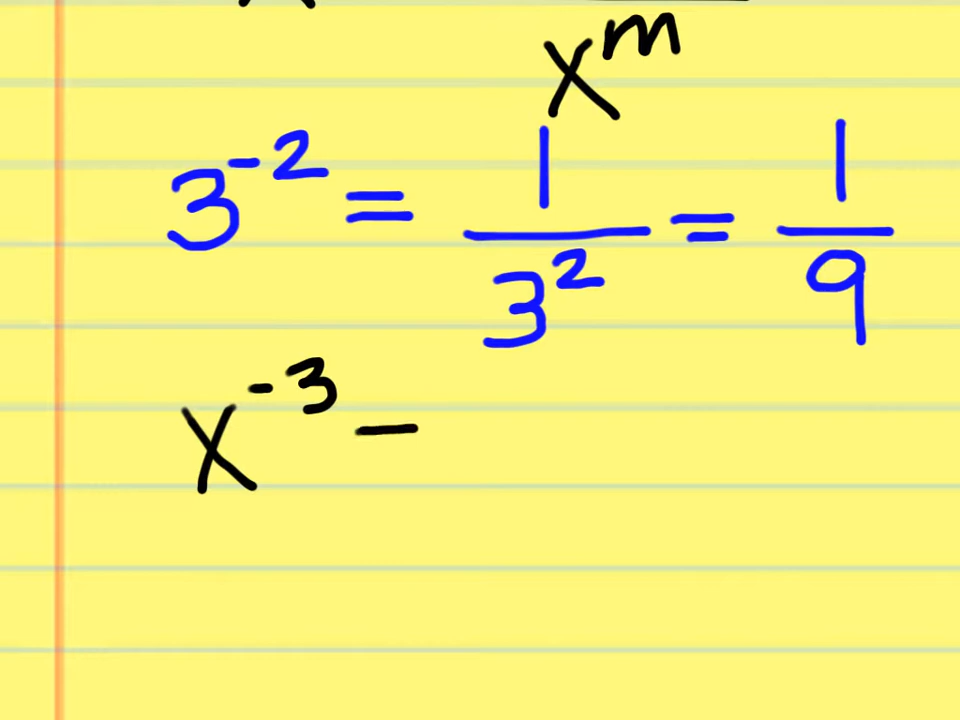 x^m
3^-2 = 1/3^2 = 1/9
x^-3 –